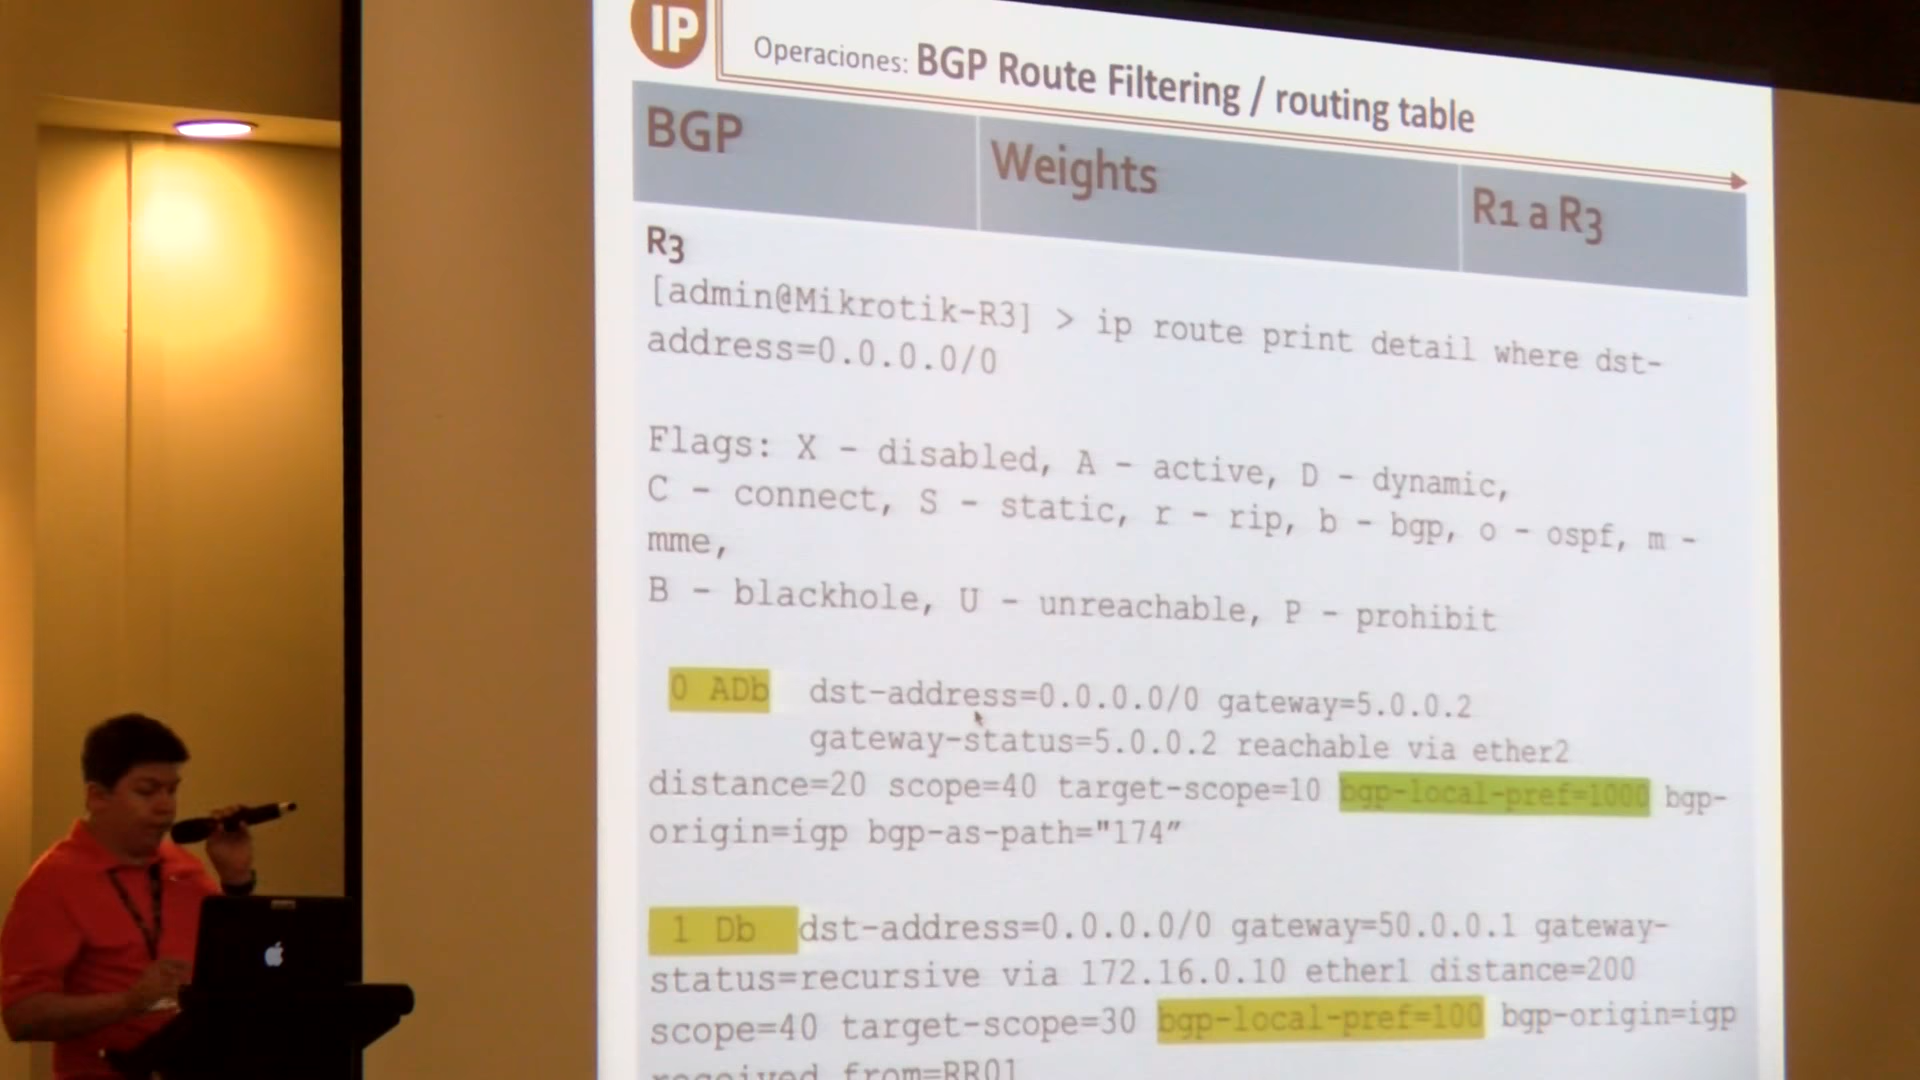 IP
Operaciones: BGP Route Filtering / routing table
BGP
Weights
R1 a R3
R3
[admin@Mikrotik-R3] > ip route print detail where dst-
address=0.0.0.0/0
Flags: X - disabled, A - active, D - dynamic,
C - connect, S - static, r - rip, b - bgp, o - ospf, m -
mme,
B - blackhole, U - unreachable, P - prohibit
0 ADb dst-address=0.0.0.0/0 gateway=5.0.0.2
gateway-status=5.0.0.2 reachable via ether2
distance=20 scope=40 target-scope=10 bgp-local-pref=1000 bgp-
origin=igp bgp-as-path="174"
1 Db dst-address=0.0.0.0/0 gateway=50.0.0.1 gateway-
status=recursive via 172.16.0.10 ether1 distance=200
scope=40 target-scope=30 bgp-local-pref=100 bgp-origin=igp
received from=RR01